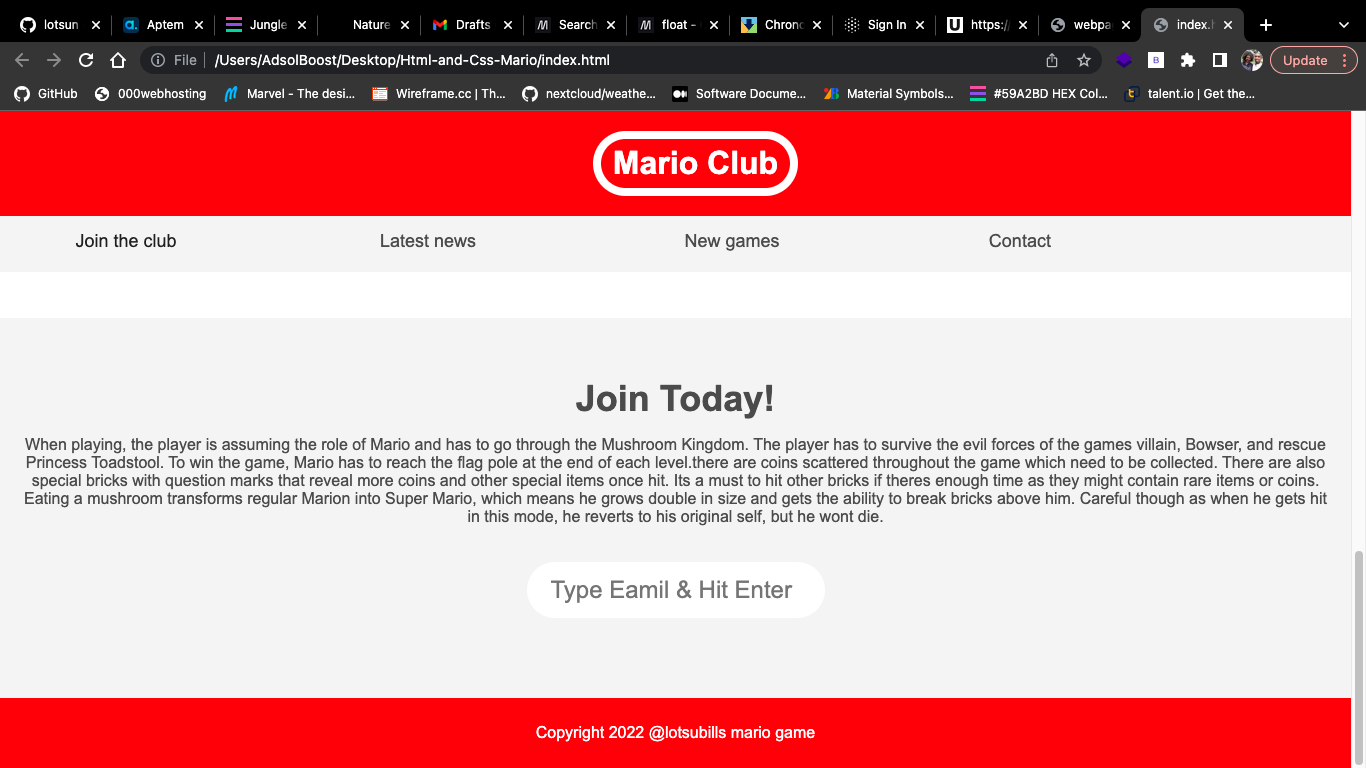 lotsun
Aptem
Jungle
Nature
Drafts
Search
float -
Chrono
Sign In
https:/
webpa
index.h
File
/Users/AdsolBoost/Desktop/Html-and-Css-Mario/index.html
Update
GitHub
000webhosting
Marvel - The desi...
Wireframe.cc | Th...
nextcloud/weathe...
Software Docume...
Material Symbols...
#59A2BD HEX Col...
talent.io | Get the...
Mario Club
Join the club
Latest news
New games
Contact
Join Today!
When playing, the player is assuming the role of Mario and has to go through the Mushroom Kingdom. The player has to survive the evil forces of the games villain, Bowser, and rescue
Princess Toadstool. To win the game, Mario has to reach the flag pole at the end of each level.there are coins scattered throughout the game which need to be collected. There are also
special bricks with question marks that reveal more coins and other special items once hit. Its a must to hit other bricks if theres enough time as they might contain rare items or coins.
Eating a mushroom transforms regular Marion into Super Mario, which means he grows double in size and gets the ability to break bricks above him. Careful though as when he gets hit
in this mode, he reverts to his original self, but he wont die.
Type Eamil & Hit Enter
Copyright 2022 @lotsubills mario game